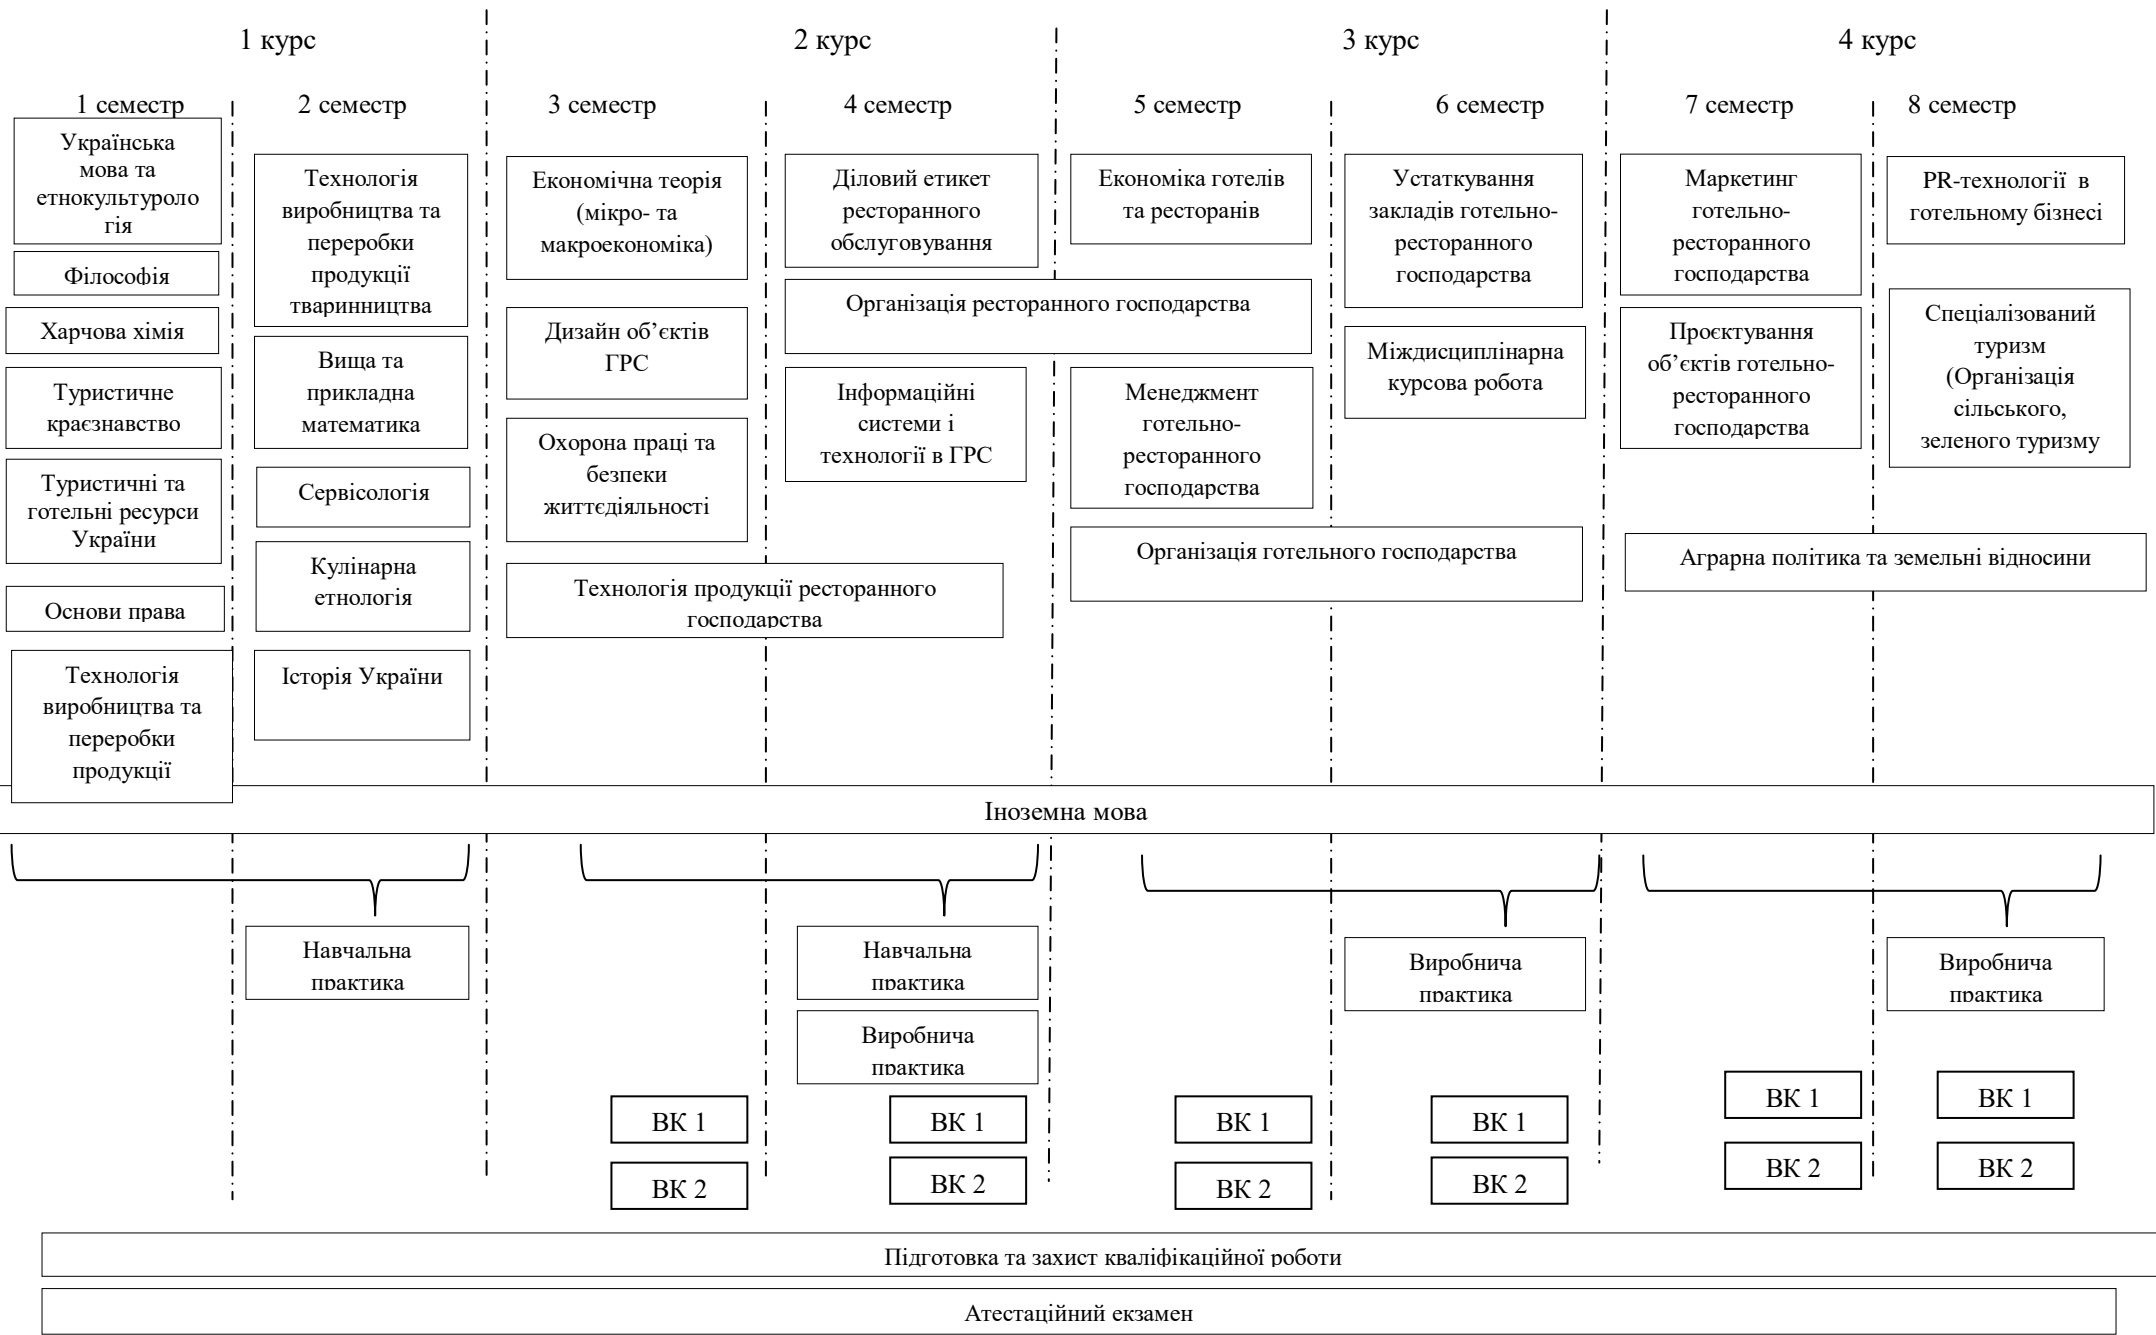 1 курс
2 курс
3 курс
4 курс
1 семестр
2 семестр
3 семестр
4 семестр
5 семестр
6 семестр
7 семестр
8 семестр
Українська
мова та
етнокультуроло
гія
Філософія
Харчова хімія
Туристичне
краєзнавство
Туристичні та
готельні ресурси
України
Основи права
Технологія
виробництва та
переробки
продукції
Технологія
виробництва та
переробки
продукції
тваринництва
Вища та
прикладна
математика
Сервісологія
Кулінарна
етнологія
Історія України
Економічна теорія
(мікро- та
макроекономіка)
Дизайн об’єктів
ГРС
Охорона праці та
безпеки
життєдіяльності
Технологія продукції ресторанного
господарства
Діловий етикет
ресторанного
обслуговування
Організація ресторанного господарства
Інформаційні
системи і
технології в ГРС
Економіка готелів
та ресторанів
Менеджмент
готельно-
ресторанного
господарства
Організація готельного господарства
Устаткування
закладів готельно-
ресторанного
господарства
Міждисциплінарна
курсова робота
Маркетинг
готельно-
ресторанного
господарства
Проєктування
об’єктів готельно-
ресторанного
господарства
Аграрна політика та земельні відносини
PR-технології в
готельному бізнесі
Спеціалізований
туризм
(Організація
сільського,
зеленого туризму
Іноземна мова
Навчальна
практика
Навчальна
практика
Виробнича
практика
Виробнича
практика
Виробнича
практика
ВК 1
ВК 2
ВК 1
ВК 2
ВК 1
ВК 2
ВК 1
ВК 2
ВК 1
ВК 2
ВК 1
ВК 2
Підготовка та захист кваліфікаційної роботи
Атестаційний екзамен